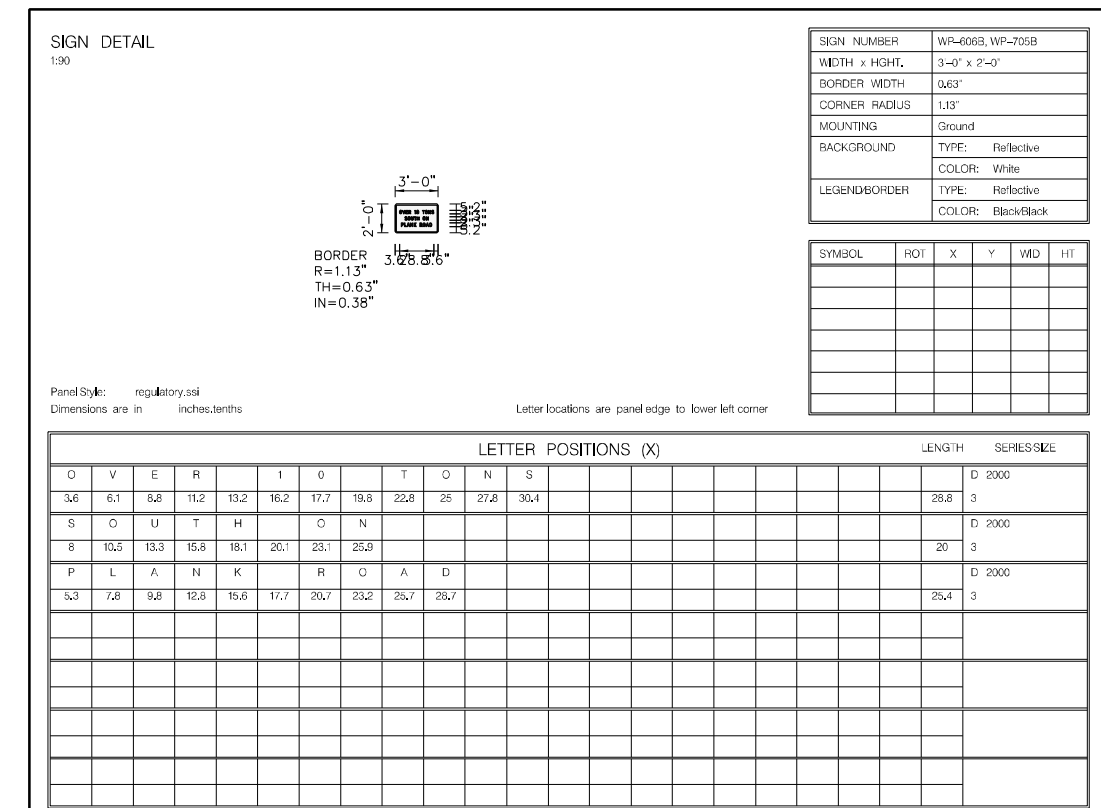 SIGN DETAIL
1:90
3'-0"
2'-0"
OVER 10 TONS
SOUTH ON
PLANK ROAD
BORDER
R=1.13"
TH=0.63"
IN=0.38"
Panel Style: regulatory.ssi
Dimensions are in inches.tenths
Letter locations are panel edge to lower left corner
SIGN NUMBER WP-606B, WP-705B
WIDTH x HGHT. 3'-0" x 2'-0"
BORDER WIDTH 0.63"
CORNER RADIUS 1.13"
MOUNTING Ground
BACKGROUND TYPE: Reflective
COLOR: White
LEGEND/BORDER TYPE: Reflective
COLOR: Black/Black
SYMBOL ROT X Y WID HT
LETTER POSITIONS (X) LENGTH SERIES/SIZE
O V E R 1 0 T O N S D 2000
3.6 6.1 8.8 11.2 13.2 16.2 17.7 19.8 22.8 25 27.8 30.4 28.8 3
S O U T H O N D 2000
8 10.5 13.3 15.8 18.1 20.1 23.1 25.9 20 3
P L A N K R O A D D 2000
5.3 7.8 9.8 12.8 15.6 17.7 20.7 23.2 25.7 28.7 25.4 3